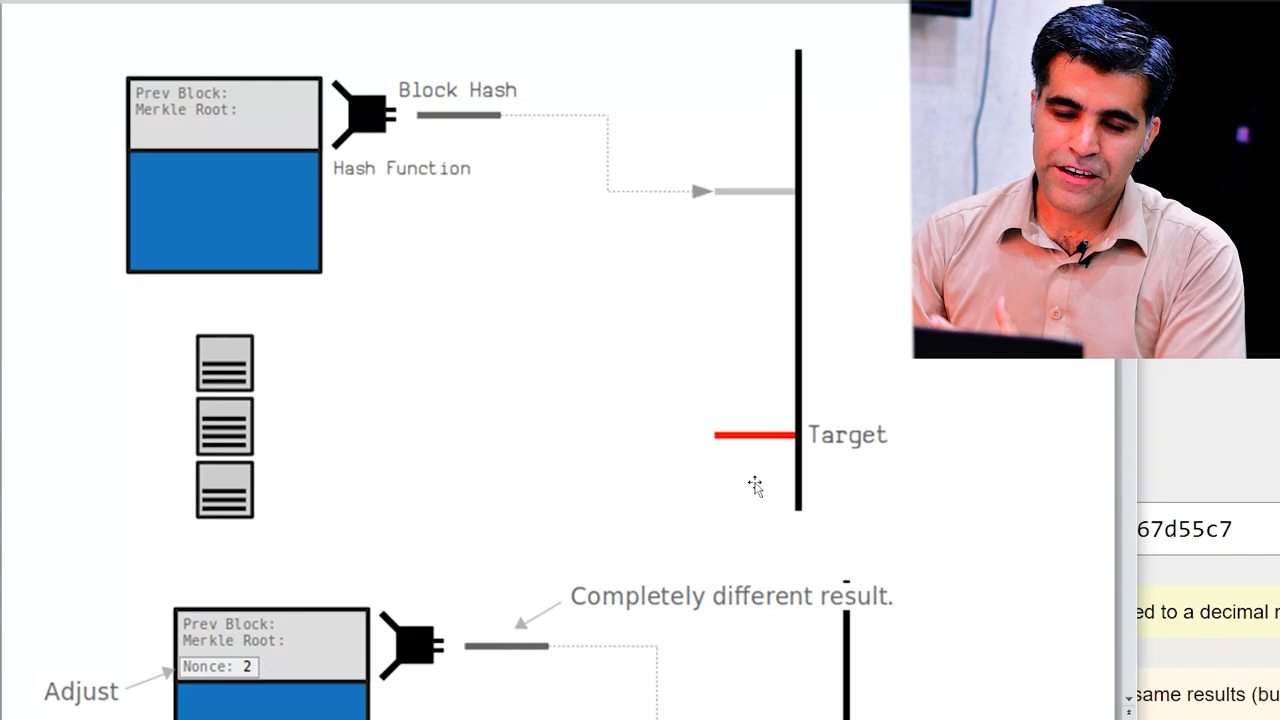 Prev Block:
Merkle Root:
Block Hash
Hash Function
Target
67d55c7
Completely different result.
ed to a decimal
Prev Block:
Merkle Root:
Nonce: 2
Adjust
same results (bu